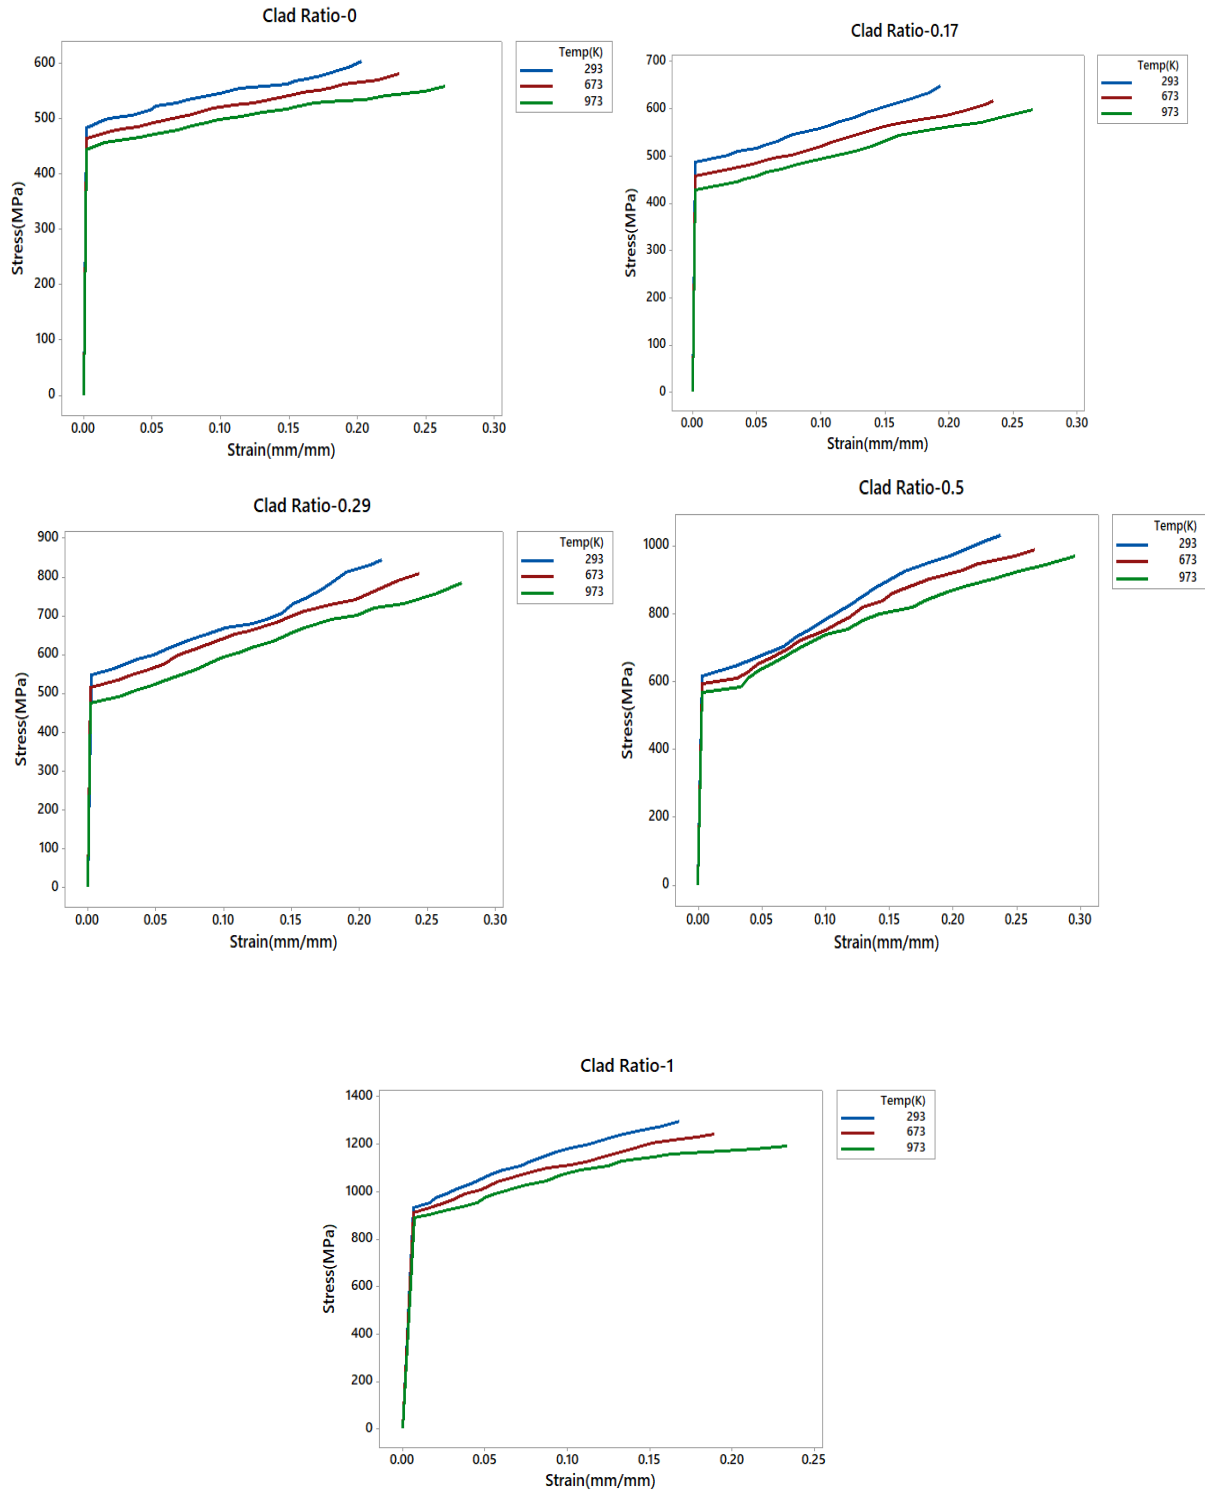 Clad Ratio-0
Temp(K)
293
673
973
600
500
400
300
200
100
0
Stress(MPa)
0.00 0.05 0.10 0.15 0.20 0.25 0.30
Strain(mm/mm)
Clad Ratio-0.17
Temp(K)
293
673
973
700
600
500
400
300
200
100
0
Stress(MPa)
0.00 0.05 0.10 0.15 0.20 0.25 0.30
Strain(mm/mm)
Clad Ratio-0.29
Temp(K)
293
673
973
900
800
700
600
500
400
300
200
100
0
Stress(MPa)
0.00 0.05 0.10 0.15 0.20 0.25 0.30
Strain(mm/mm)
Clad Ratio-0.5
Temp(K)
293
673
973
1000
800
600
400
200
0
Stress(MPa)
0.00 0.05 0.10 0.15 0.20 0.25 0.30
Strain(mm/mm)
Clad Ratio-1
Temp(K)
293
673
973
1400
1200
1000
800
600
400
200
0
Stress(MPa)
0.00 0.05 0.10 0.15 0.20 0.25
Strain(mm/mm)